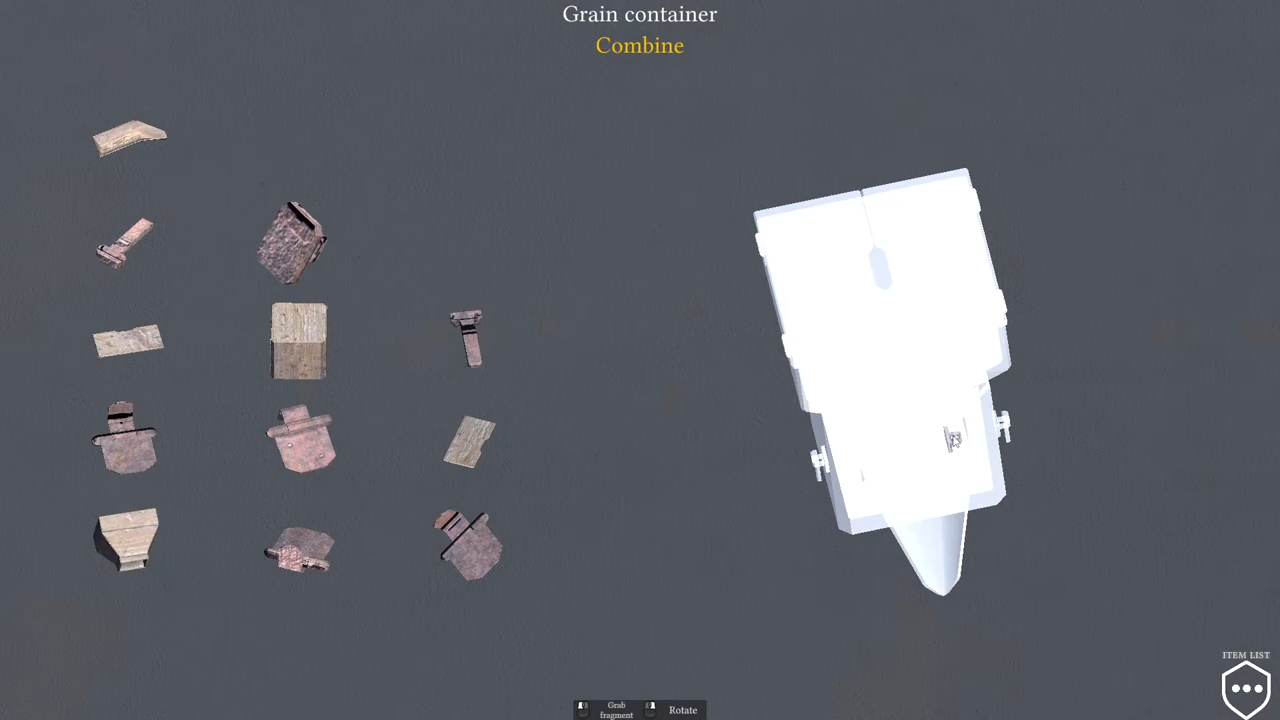 Grain container
Combine
ITEM LIST
Grab
fragment
Rotate